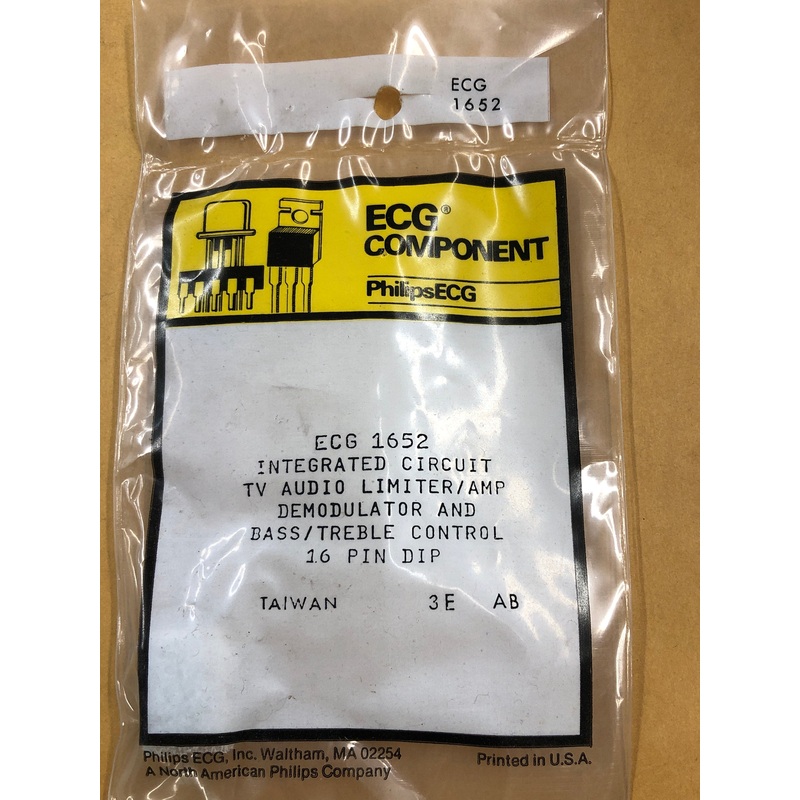 ECG
1652
ECG®
COMPONENT
PhilipsECG
ECG 1652
INTEGRATED CIRCUIT
TV AUDIO LIMITER/AMP
DEMODULATOR AND
BASS/TREBLE CONTROL
16 PIN DIP
TAIWAN 3E AB
Philips ECG, Inc. Waltham, MA 02254
A North American Philips Company
Printed in U.S.A.